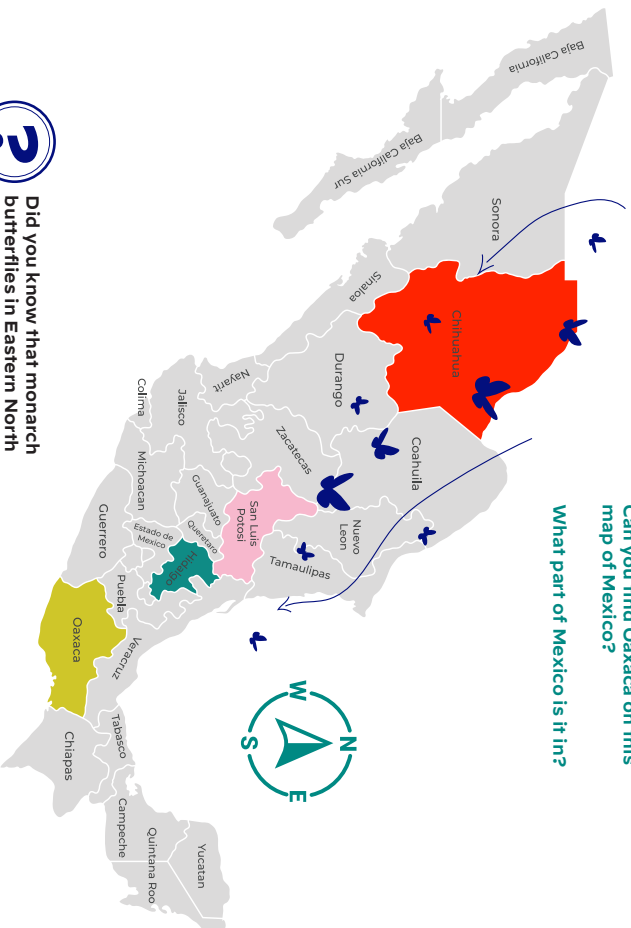 Can you find Oaxaca on this
map of Mexico?
What part of Mexico is it in?
Baja California
Baja California Sur
Sonora
Chihuahua
Coahuila
Sinaloa
Durango
Nuevo
Leon
Tamaulipas
Zacatecas
San Luis
Potosi
Nayarit
Jalisco
Guanajuato
Queretaro
Hidalgo
Colima
Michoacan
Estado de
Mexico
Guerrero
Puebla
Veracruz
Oaxaca
Tabasco
Chiapas
Campeche
Quintana Roo
Yucatan
N
W
E
S
?
Did you know that monarch
butterflies in Eastern North